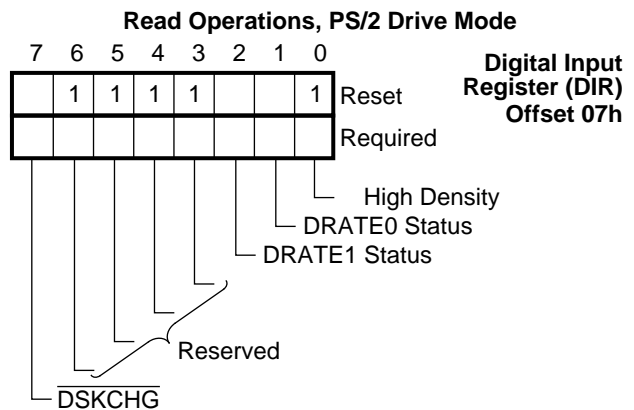 Read Operations, PS/2 Drive Mode
7 6 5 4 3 2 1 0
Digital Input
Register (DIR)
Offset 07h
1 1 1 1 1 Reset
Required
High Density
DRATE0 Status
DRATE1 Status
Reserved
DSKCHG